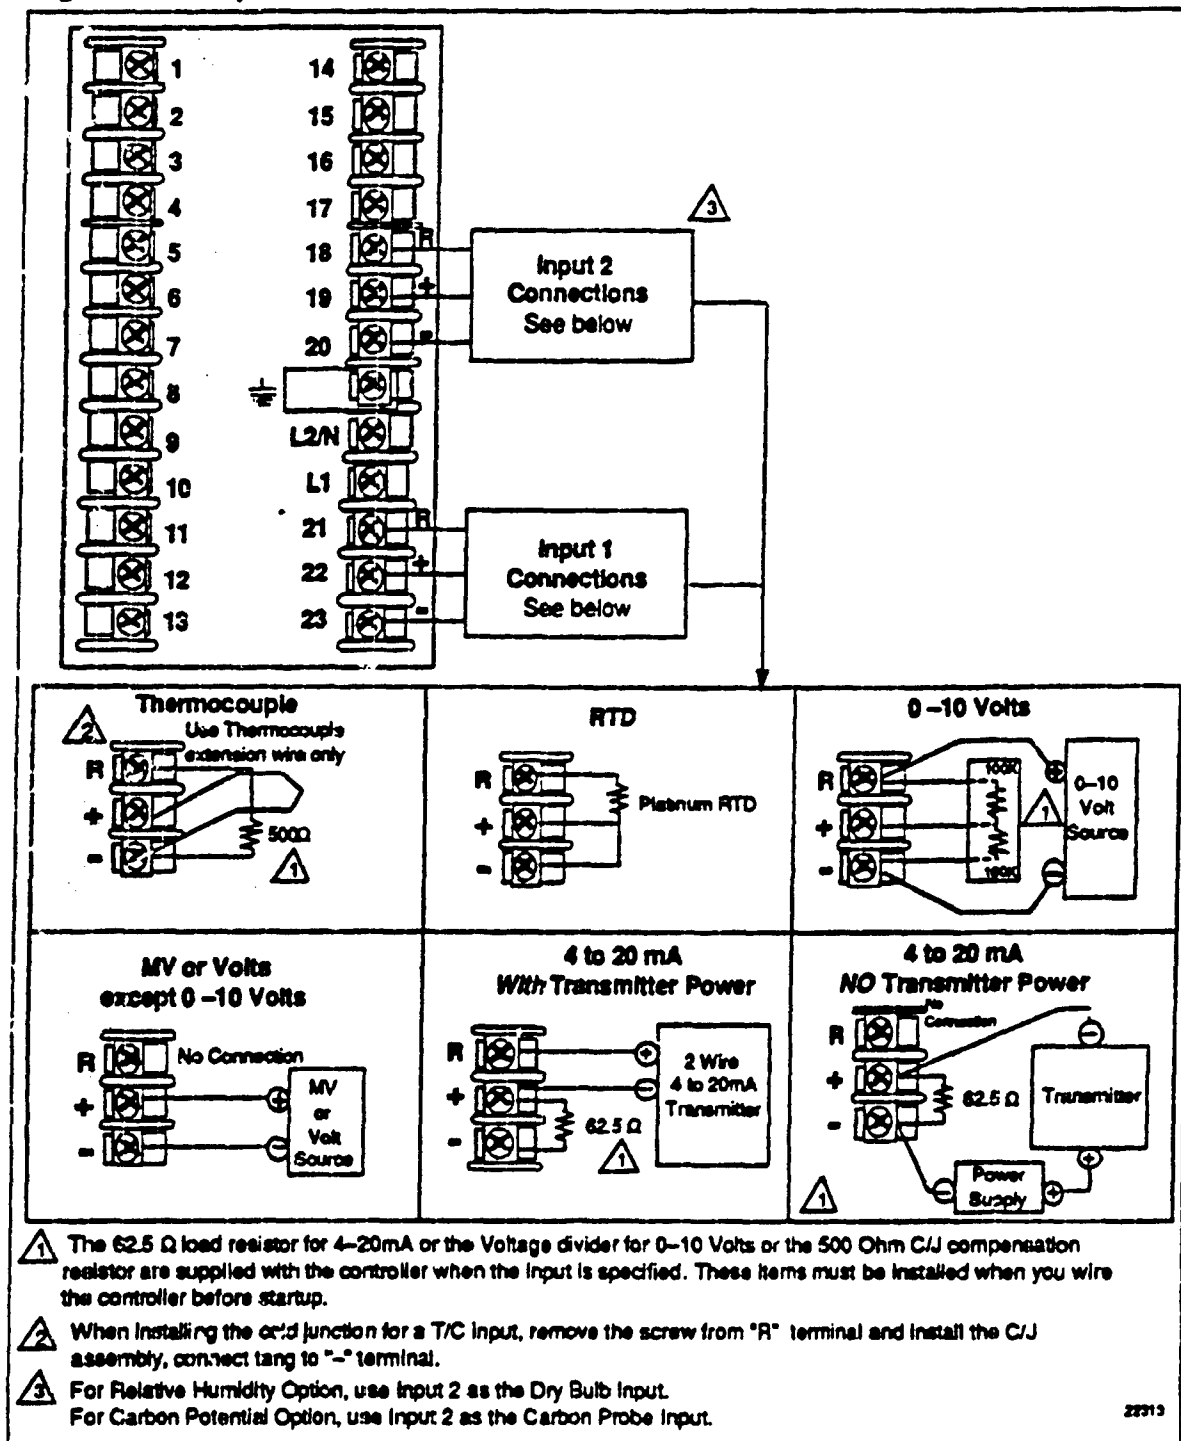 1
2
3
4
5
6
7
8
9
10
11
12
13
14
15
16
17
18
19
20
L2/N
L1
21
22
23
R
+
-
Input 2
Connections
See below
3
R
+
-
Input 1
Connections
See below
Thermocouple
2
Use Thermocouple
extension wire only
R
+
-
500Ω
1
RTD
R
+
-
Platinum RTD
0–10 Volts
R
+
-
100K
100K
1
+
-
0–10
Volt
Source
MV or Volts
except 0–10 Volts
R
No Connection
+
-
+
-
MV
or
Volt
Source
4 to 20 mA
With Transmitter Power
R
+
-
62.5 Ω
1
+
-
2 Wire
4 to 20mA
Transmitter
4 to 20 mA
NO Transmitter Power
No
Connection
R
+
-
62.5 Ω
-
Transmitter
+
1
-
Power
Supply
+
1 The 62.5 Ω load resistor for 4–20mA or the Voltage divider for 0–10 Volts or the 500 Ohm C/J compensation
resistor are supplied with the controller when the input is specified. These items must be installed when you wire
the controller before startup.
2 When installing the cold junction for a T/C input, remove the screw from "R" terminal and install the C/J
assembly, connect tang to "–" terminal.
3 For Relative Humidity Option, use Input 2 as the Dry Bulb Input.
For Carbon Potential Option, use Input 2 as the Carbon Probe Input.
22313